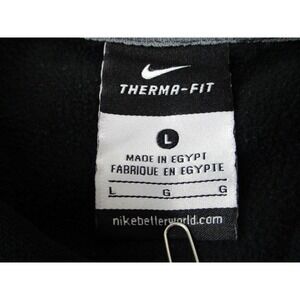 THERMA-FIT
L
MADE IN EGYPT
FABRIQUE EN EGYPTE
L G G
nikebetterworld.com